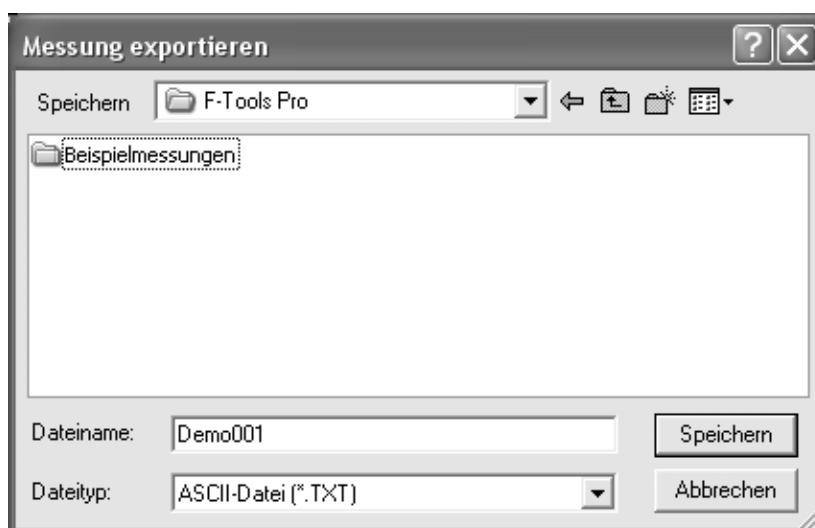 Messung exportieren
Speichern F-Tools Pro
Beispielmessungen
Dateiname: Demo001 Speichern
Dateityp: ASCII-Datei (*.TXT) Abbrechen